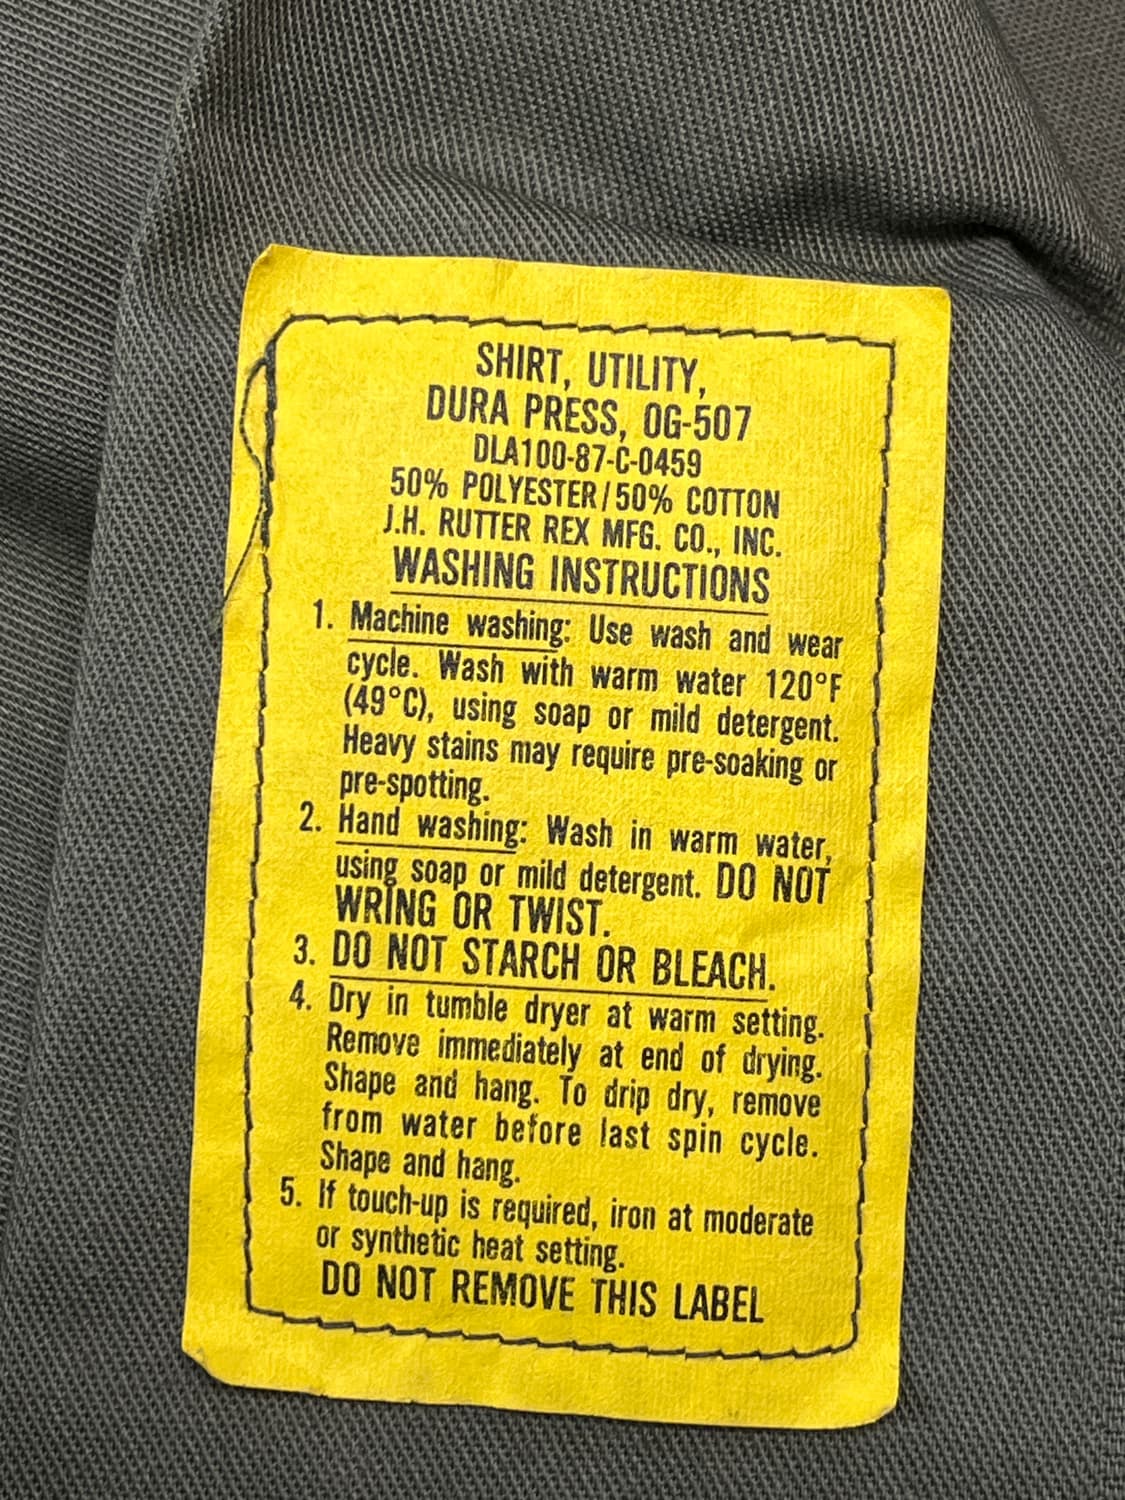 SHIRT, UTILITY,
DURA PRESS, OG-507
DLA100-87-C-0459
50% POLYESTER/50% COTTON
J.H. RUTTER REX MFG. CO., INC.
WASHING INSTRUCTIONS
1. Machine washing: Use wash and wear
cycle. Wash with warm water 120°F
(49°C), using soap or mild detergent.
Heavy stains may require pre-soaking or
pre-spotting.
2. Hand washing: Wash in warm water,
using soap or mild detergent. DO NOT
WRING OR TWIST.
3. DO NOT STARCH OR BLEACH.
4. Dry in tumble dryer at warm setting.
Remove immediately at end of drying.
Shape and hang. To drip dry, remove
from water before last spin cycle.
Shape and hang.
5. If touch-up is required, iron at moderate
or synthetic heat setting.
DO NOT REMOVE THIS LABEL